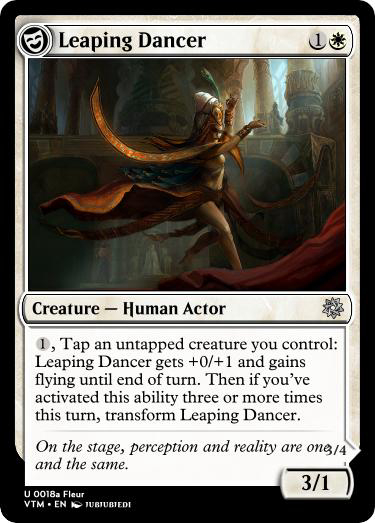 Leaping Dancer 1
Creature — Human Actor
1, Tap an untapped creature you control:
Leaping Dancer gets +0/+1 and gains
flying until end of turn. Then if you've
activated this ability three or more times
this turn, transform Leaping Dancer.
On the stage, perception and reality are one
and the same.
3/4
3/1
U 0018a Fleur
VTM • EN JUBJUBJEDI